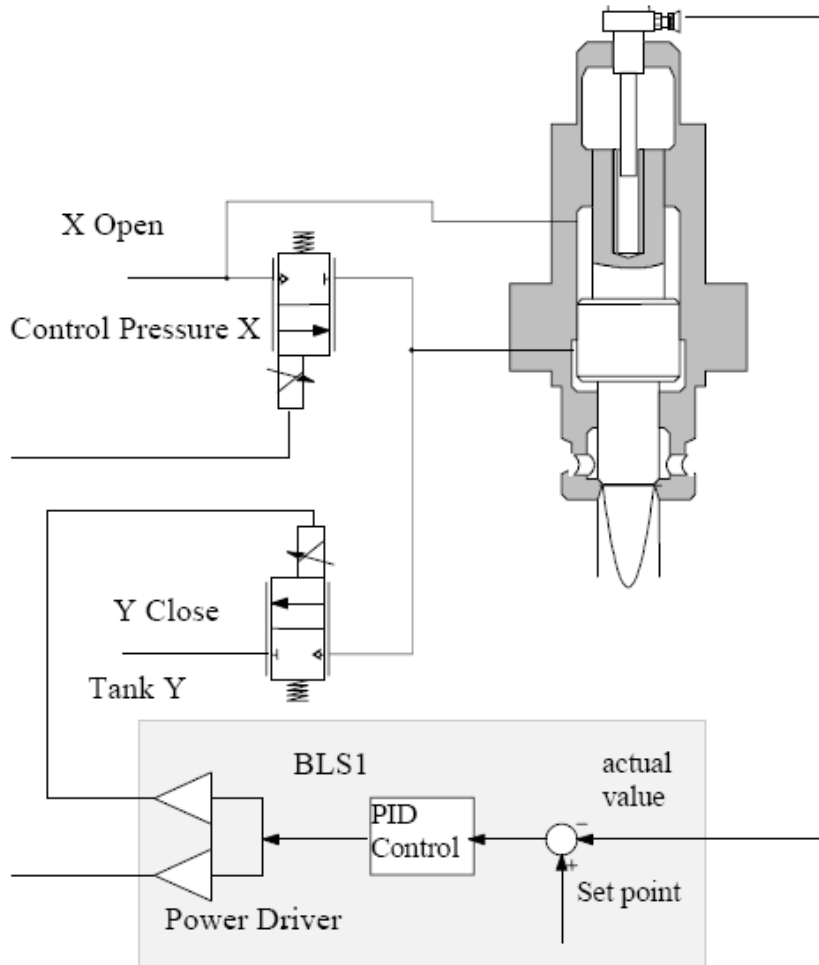 X Open
Control Pressure X
Y Close
Tank Y
BLS1
actual
value
PID
Control
Set point
Power Driver